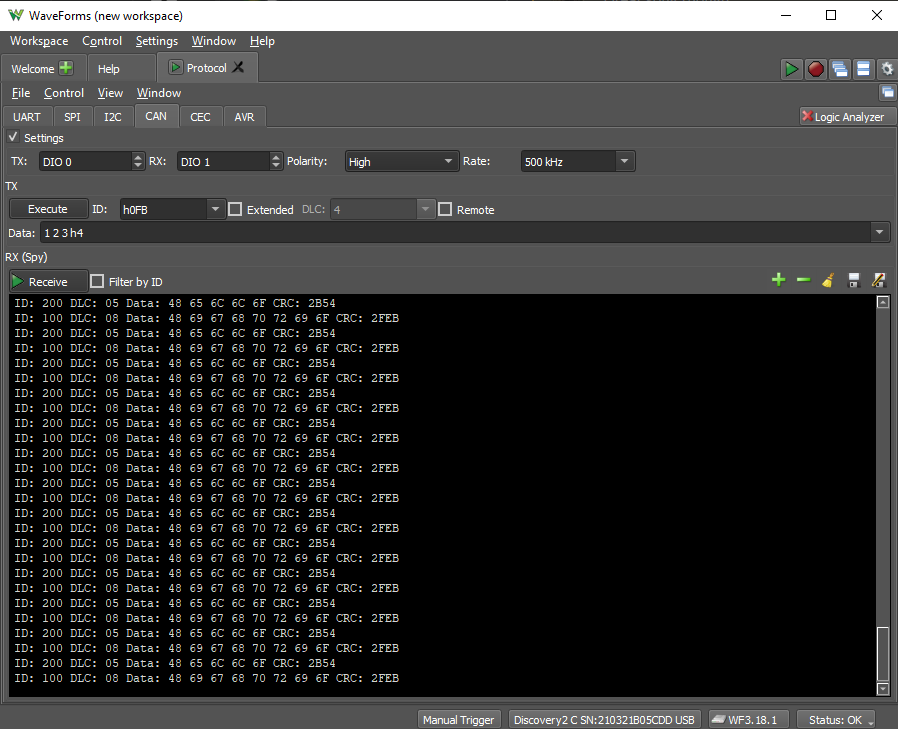 WaveForms (new workspace)
Workspace Control Settings Window Help
Welcome Help Protocol
File Control View Window
UART SPI I2C CAN CEC AVR Logic Analyzer
Settings
TX: DIO 0 RX: DIO 1 Polarity: High Rate: 500 kHz
TX
Execute ID: h0FB Extended DLC: 4 Remote
Data: 1 2 3 h4
RX (Spy)
Receive Filter by ID
ID: 200 DLC: 05 Data: 48 65 6C 6C 6F CRC: 2B54
ID: 100 DLC: 08 Data: 48 69 67 68 70 72 69 6F CRC: 2FEB
ID: 200 DLC: 05 Data: 48 65 6C 6C 6F CRC: 2B54
ID: 100 DLC: 08 Data: 48 69 67 68 70 72 69 6F CRC: 2FEB
ID: 200 DLC: 05 Data: 48 65 6C 6C 6F CRC: 2B54
ID: 100 DLC: 08 Data: 48 69 67 68 70 72 69 6F CRC: 2FEB
ID: 200 DLC: 05 Data: 48 65 6C 6C 6F CRC: 2B54
ID: 100 DLC: 08 Data: 48 69 67 68 70 72 69 6F CRC: 2FEB
ID: 200 DLC: 05 Data: 48 65 6C 6C 6F CRC: 2B54
ID: 100 DLC: 08 Data: 48 69 67 68 70 72 69 6F CRC: 2FEB
ID: 200 DLC: 05 Data: 48 65 6C 6C 6F CRC: 2B54
ID: 100 DLC: 08 Data: 48 69 67 68 70 72 69 6F CRC: 2FEB
ID: 200 DLC: 05 Data: 48 65 6C 6C 6F CRC: 2B54
ID: 100 DLC: 08 Data: 48 69 67 68 70 72 69 6F CRC: 2FEB
ID: 200 DLC: 05 Data: 48 65 6C 6C 6F CRC: 2B54
ID: 100 DLC: 08 Data: 48 69 67 68 70 72 69 6F CRC: 2FEB
ID: 200 DLC: 05 Data: 48 65 6C 6C 6F CRC: 2B54
ID: 100 DLC: 08 Data: 48 69 67 68 70 72 69 6F CRC: 2FEB
ID: 200 DLC: 05 Data: 48 65 6C 6C 6F CRC: 2B54
ID: 100 DLC: 08 Data: 48 69 67 68 70 72 69 6F CRC: 2FEB
ID: 200 DLC: 05 Data: 48 65 6C 6C 6F CRC: 2B54
ID: 100 DLC: 08 Data: 48 69 67 68 70 72 69 6F CRC: 2FEB
ID: 200 DLC: 05 Data: 48 65 6C 6C 6F CRC: 2B54
ID: 100 DLC: 08 Data: 48 69 67 68 70 72 69 6F CRC: 2FEB
ID: 200 DLC: 05 Data: 48 65 6C 6C 6F CRC: 2B54
ID: 100 DLC: 08 Data: 48 69 67 68 70 72 69 6F CRC: 2FEB
Manual Trigger Discovery2 C SN:210321B05CDD USB WF3.18.1 Status: OK